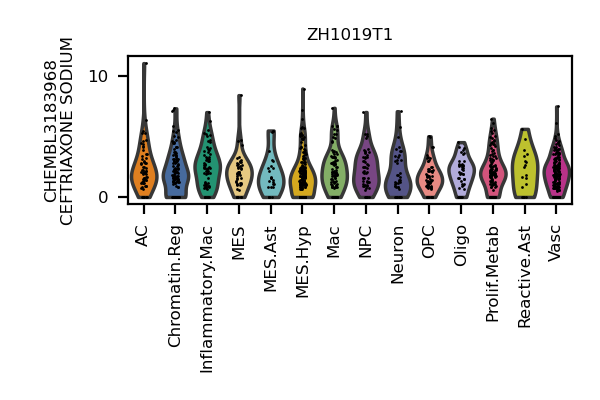 ZH1019T1
CHEMBL3183968
CEFTRIAXONE SODIUM
10
0
AC
Chromatin.Reg
Inflammatory.Mac
MES
MES.Ast
MES.Hyp
Mac
NPC
Neuron
OPC
Oligo
Prolif.Metab
Reactive.Ast
Vasc